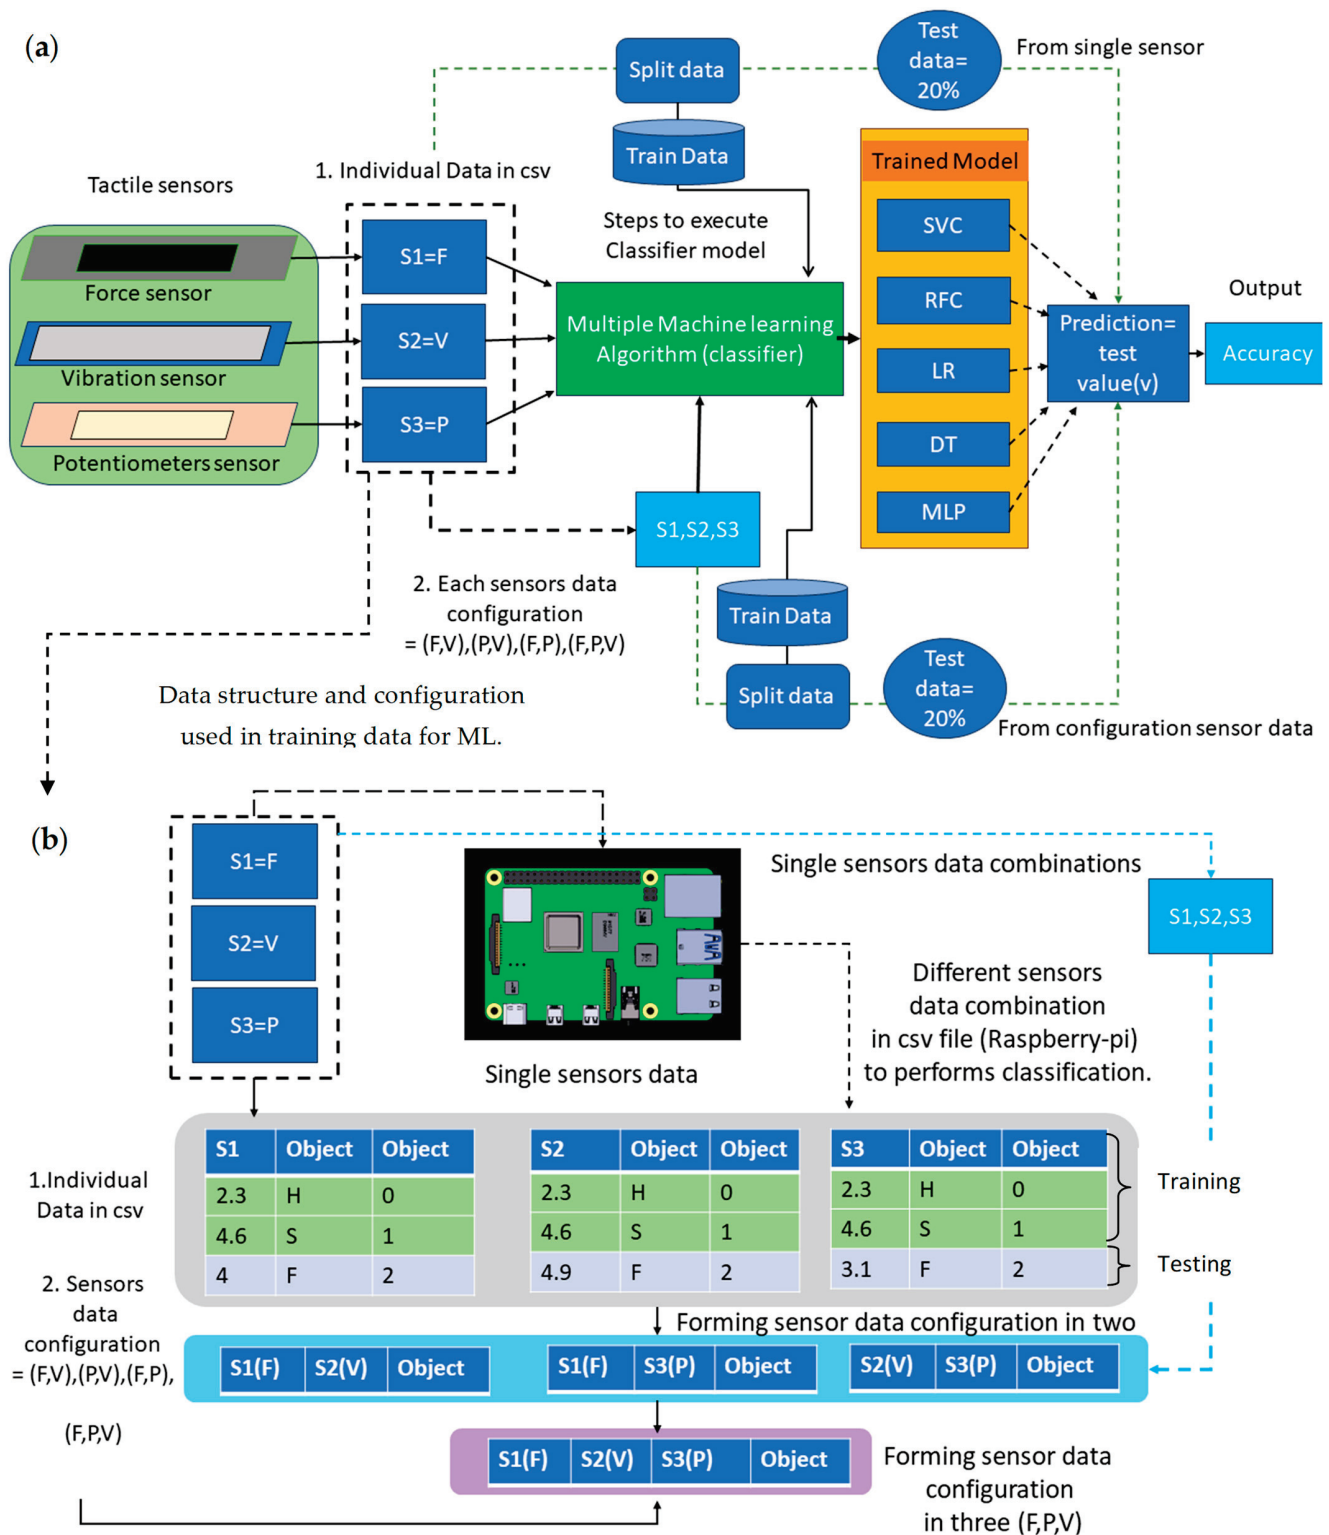 (a)
Split data
Test
data=
20%
From single sensor
Train Data
Trained Model
1. Individual Data in csv
Tactile sensors
Steps to execute
Classifier model
S1=F
S2=V
S3=P
Force sensor
Vibration sensor
Potentiometers sensor
Multiple Machine learning
Algorithm (classifier)
SVC
RFC
LR
DT
MLP
Prediction=
test
value(v)
Output
Accuracy
S1,S2,S3
2. Each sensors data
configuration
= (F,V),(P,V),(F,P),(F,P,V)
Train Data
Split data
Test
data=
20%
From configuration sensor data
Data structure and configuration
used in training data for ML.
(b)
S1=F
S2=V
S3=P
Single sensors data combinations
S1,S2,S3
Different sensors
data combination
in csv file (Raspberry-pi)
to performs classification.
Single sensors data
1.Individual
Data in csv
S1 Object Object
2.3 H 0
4.6 S 1
4 F 2
S2 Object Object
2.3 H 0
4.6 S 1
4.9 F 2
S3 Object Object
2.3 H 0
4.6 S 1
3.1 F 2
Training
Testing
2. Sensors
data
configuration
= (F,V),(P,V),(F,P),
(F,P,V)
Forming sensor data configuration in two
S1(F) S2(V) Object
S1(F) S3(P) Object
S2(V) S3(P) Object
S1(F) S2(V) S3(P) Object
Forming sensor data
configuration
in three (F,P,V)